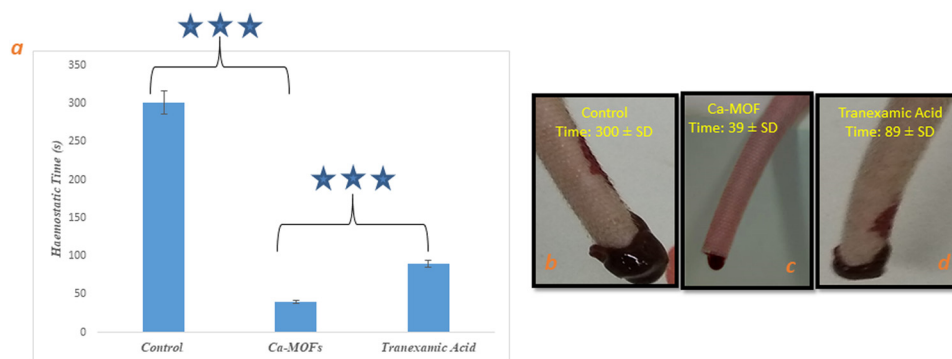 a
Haemostatic Time (s)
350
300
250
200
150
100
50
0
Control
Ca-MOFs
Tranexamic Acid
Control
Time: 300 ± SD
b
Ca-MOF
Time: 39 ± SD
c
Tranexamic Acid
Time: 89 ± SD
d